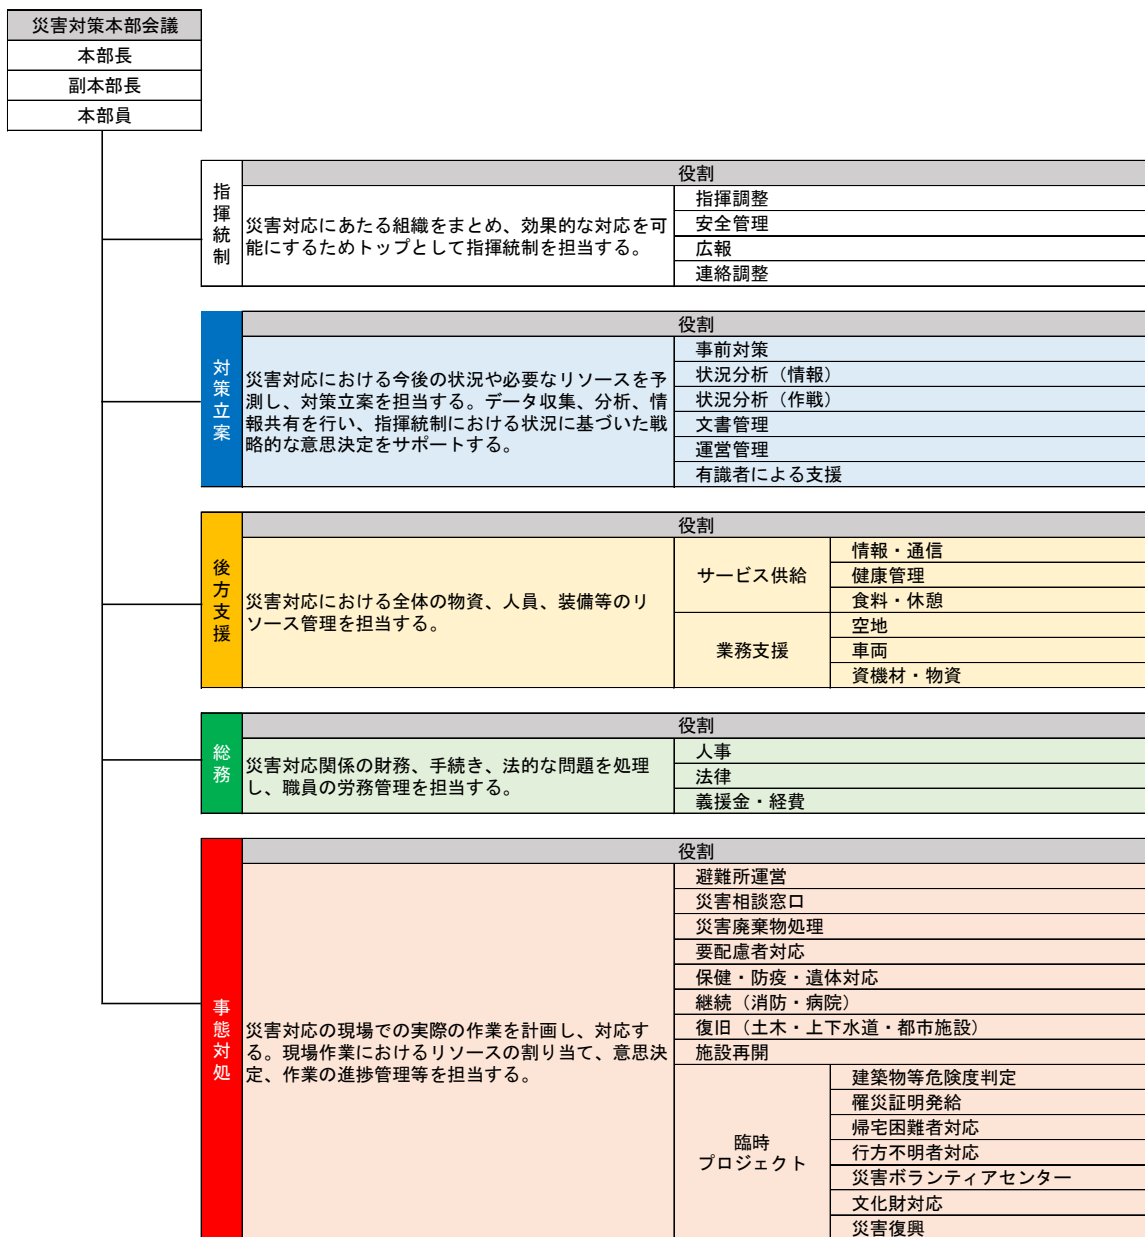 災害対策本部会議
本部長
副本部長
本部員
指揮統制
役割
災害対応にあたる組織をまとめ、効果的な対応を可
能にするためトップとして指揮統制を担当する。
指揮調整
安全管理
広報
連絡調整
対策立案
役割
災害対応における今後の状況や必要なリソースを予
測し、対策立案を担当する。データ収集、分析、情
報共有を行い、指揮統制における状況に基づいた戦
略的な意思決定をサポートする。
事前対策
状況分析（情報）
状況分析（作戦）
文書管理
運営管理
有識者による支援
後方支援
役割
災害対応における全体の物資、人員、装備等のリ
ソース管理を担当する。
サービス供給
情報・通信
健康管理
食料・休憩
業務支援
空地
車両
資機材・物資
総務
役割
災害対応関係の財務、手続き、法的な問題を処理
し、職員の労務管理を担当する。
人事
法律
義援金・経費
事態対処
役割
災害対応の現場での実際の作業を計画し、対応す
る。現場作業におけるリソースの割り当て、意思決
定、作業の進捗管理等を担当する。
避難所運営
災害相談窓口
災害廃棄物処理
要配慮者対応
保健・防疫・遺体対応
継続（消防・病院）
復旧（土木・上下水道・都市施設）
施設再開
臨時
プロジェクト
建築物等危険度判定
罹災証明発給
帰宅困難者対応
行方不明者対応
災害ボランティアセンター
文化財対応
災害復興